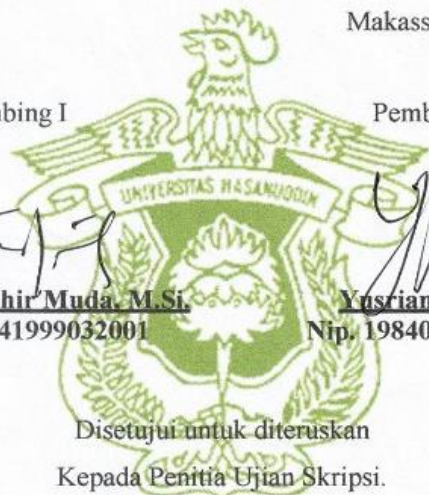 Makass
bing I Pemb
UNIVERSITAS HASANUDDIN
hir Muda, M.Si. Yusrian
41999032001 Nip. 19840
Disetujui untuk diteruskan
Kepada Penitia Ujian Skripsi.